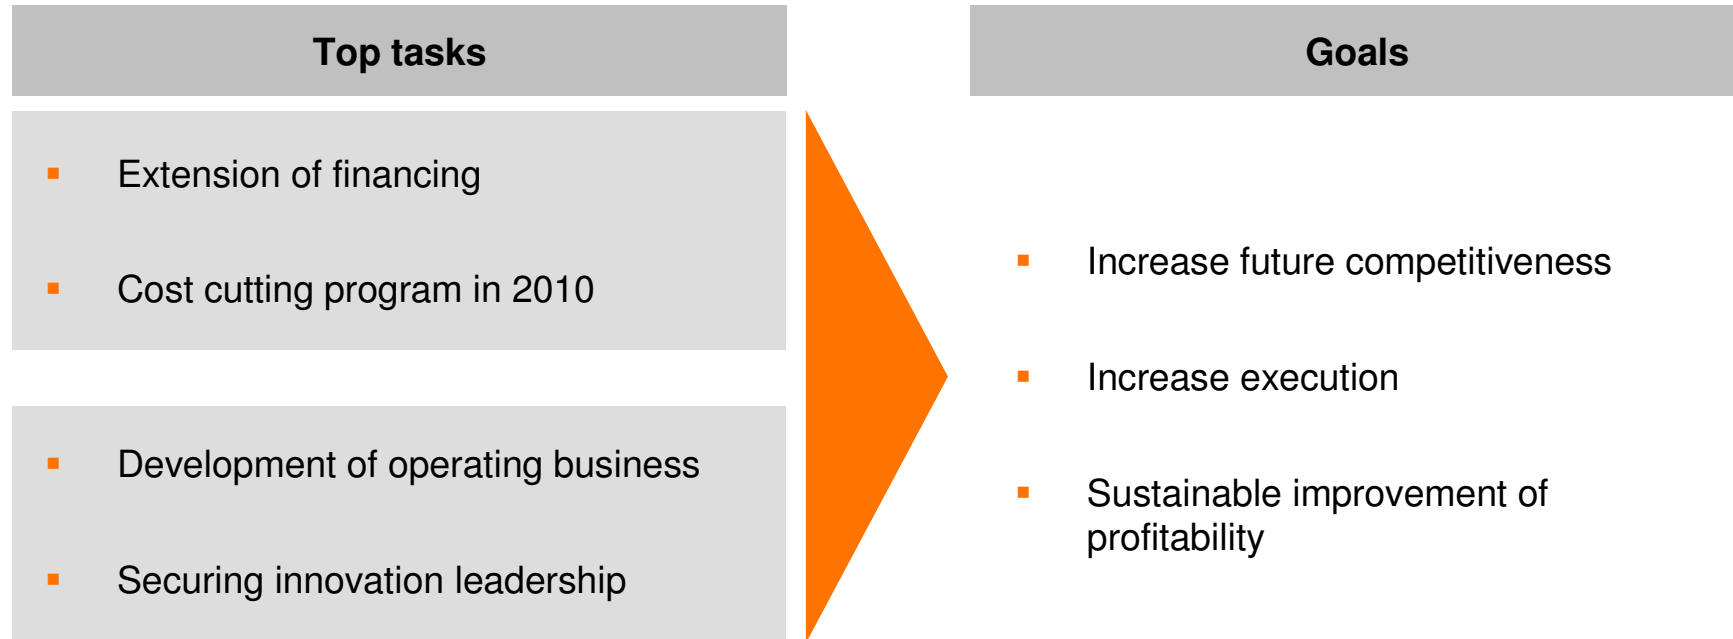 Top tasks
Extension of financing
Cost cutting program in 2010
Development of operating business
Securing innovation leadership
Goals
Increase future competitiveness
Increase execution
Sustainable improvement of
profitability